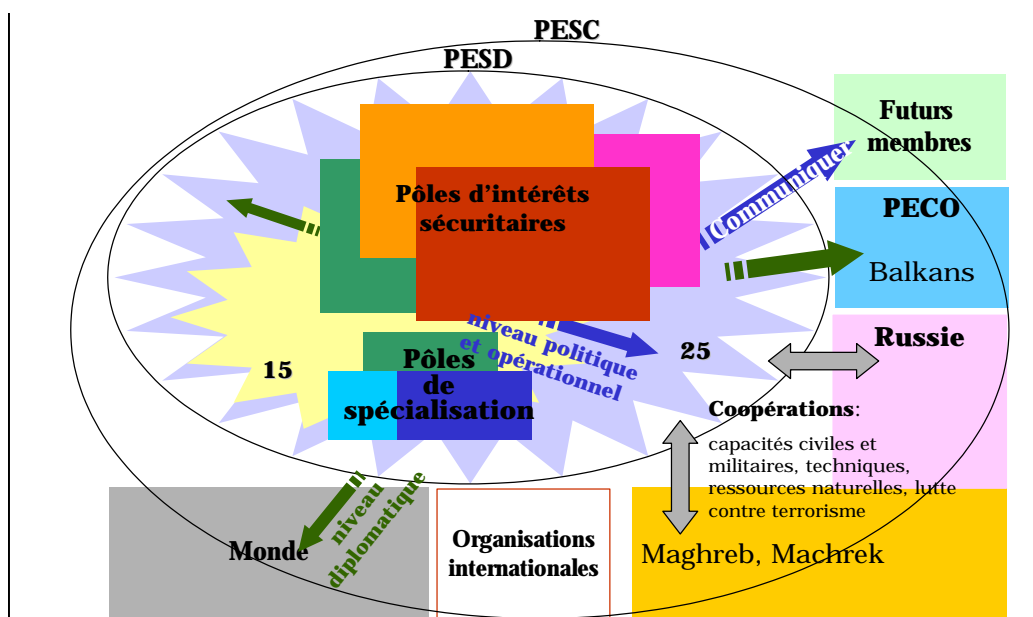 PESC
PESD
Futurs
membres
Communiquer
Pôles d'intérêts
sécuritaires
PECO
Balkans
niveau politique
et opérationnel
15
25
Russie
Pôles
de
spécialisation
Coopérations:
capacités civiles et
militaires, techniques,
ressources naturelles, lutte
contre terrorisme
niveau
diplomatique
Monde
Organisations
internationales
Maghreb, Machrek